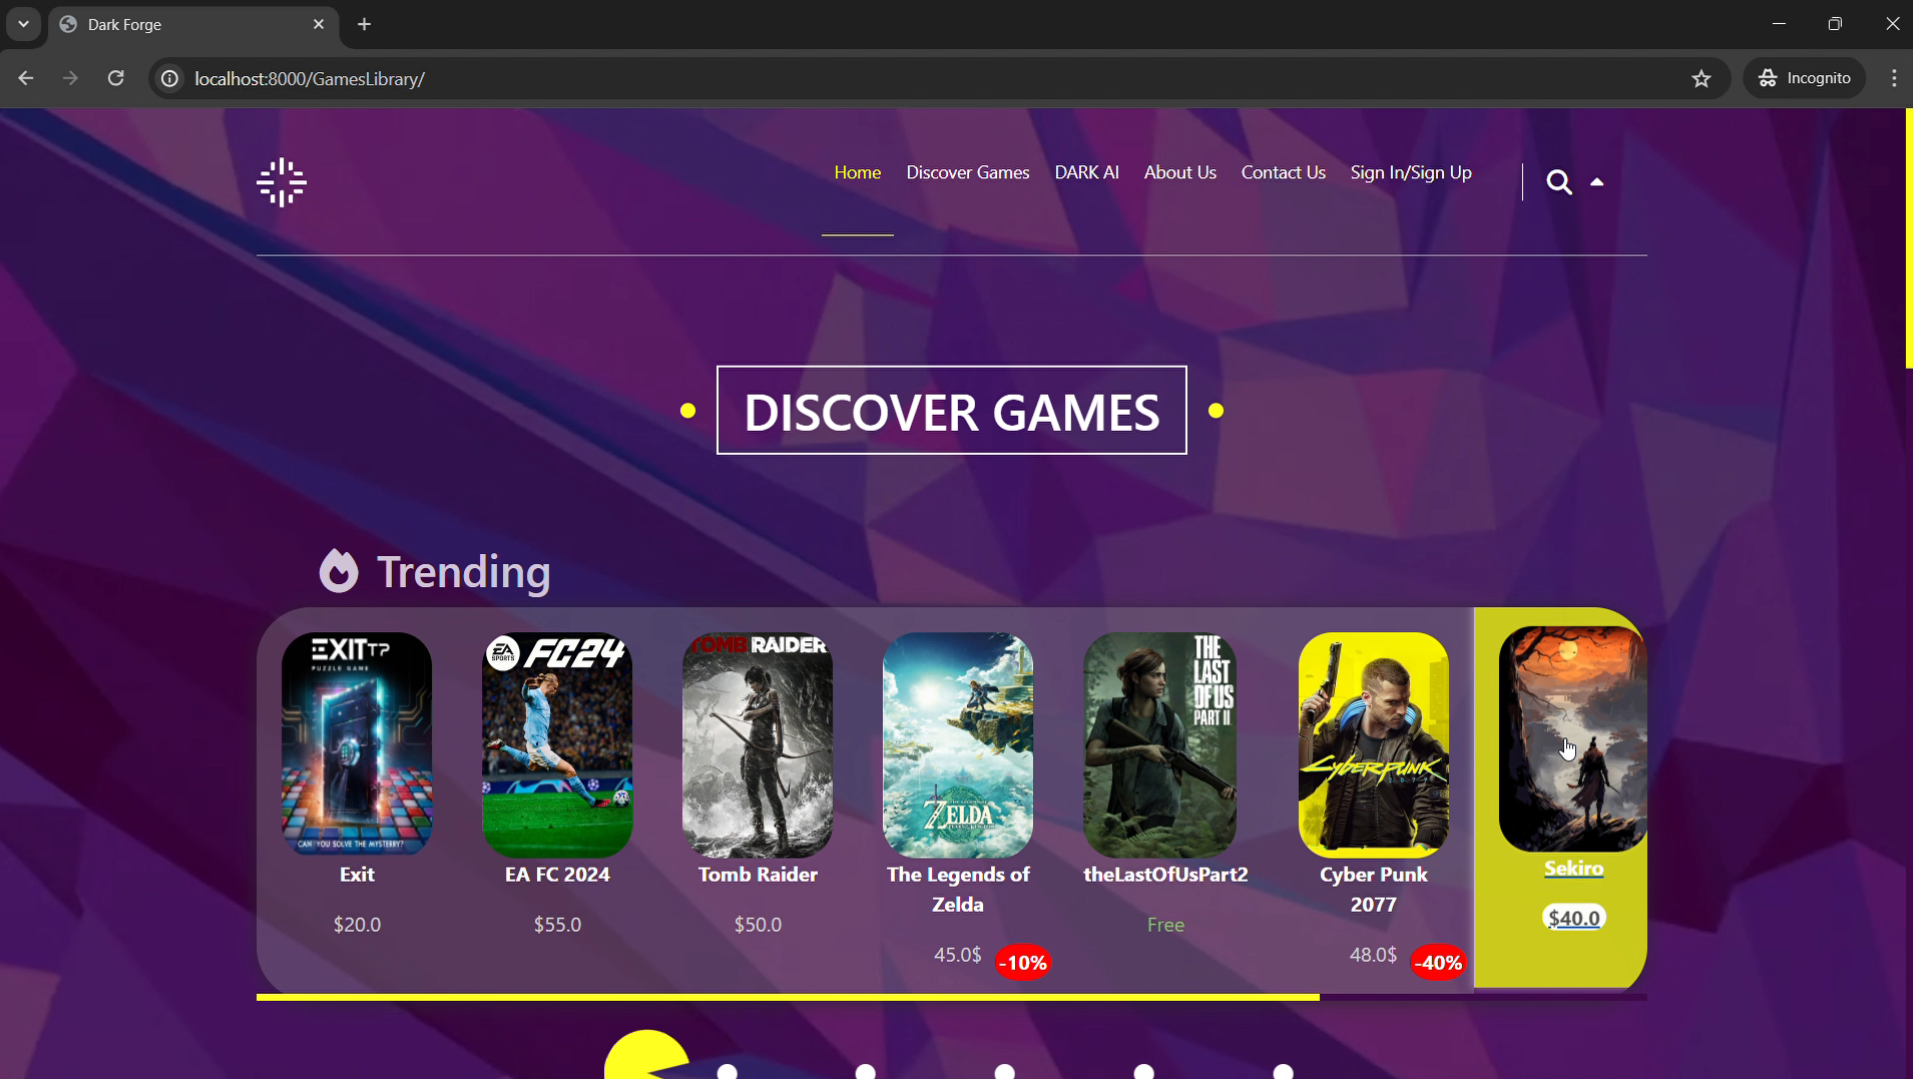 Dark Forge
localhost:8000/GamesLibrary/
Incognito
Home
Discover Games
DARK AI
About Us
Contact Us
Sign In/Sign Up
DISCOVER GAMES
Trending
EXIT TP
PUZZLE GAME
CAN YOU SOLVE THE MYSTERRY?
Exit
$20.0
EA SPORTS FC24
EA FC 2024
$55.0
TOMB RAIDER
Tomb Raider
$50.0
ZELDA
The Legends of
Zelda
45.0$
-10%
THE
LAST
OF US
PART II
theLastOfUsPart2
Free
Cyberpunk
2077
Cyber Punk
2077
48.0$
-40%
Sekiro
$40.0